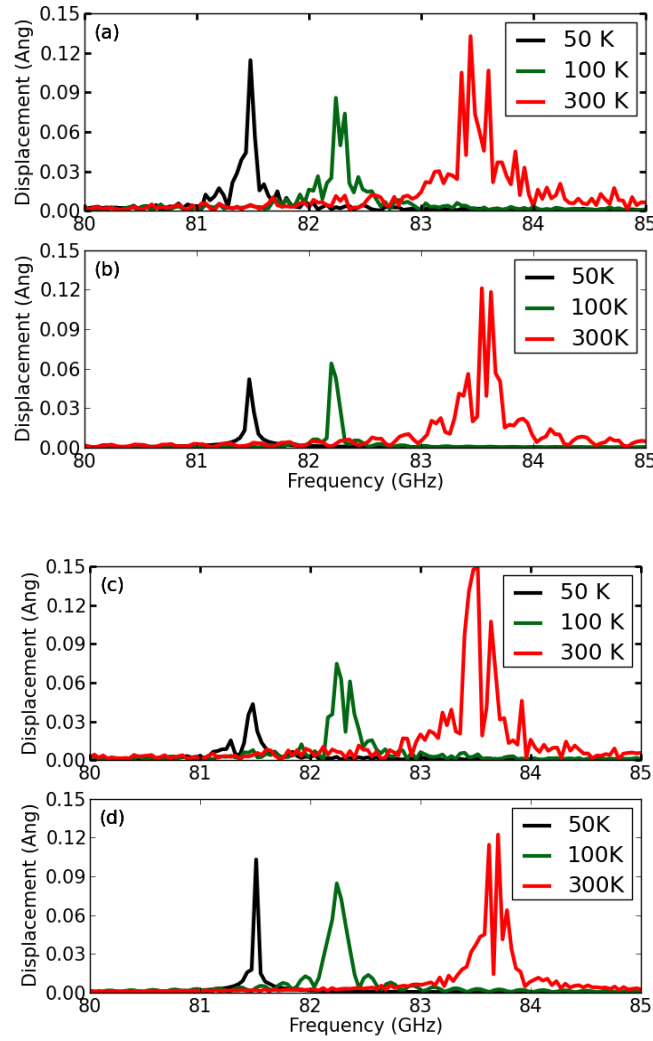 (a)
50 K
100 K
300 K
Displacement (Ang)
0.15
0.12
0.09
0.06
0.03
0.00
80 81 82 83 84 85
(b)
50K
100K
300K
Displacement (Ang)
0.15
0.12
0.09
0.06
0.03
0.00
80 81 82 83 84 85
Frequency (GHz)
(c)
50 K
100 K
300 K
Displacement (Ang)
0.15
0.12
0.09
0.06
0.03
0.00
80 81 82 83 84 85
(d)
50K
100K
300K
Displacement (Ang)
0.15
0.12
0.09
0.06
0.03
0.00
80 81 82 83 84 85
Frequency (GHz)